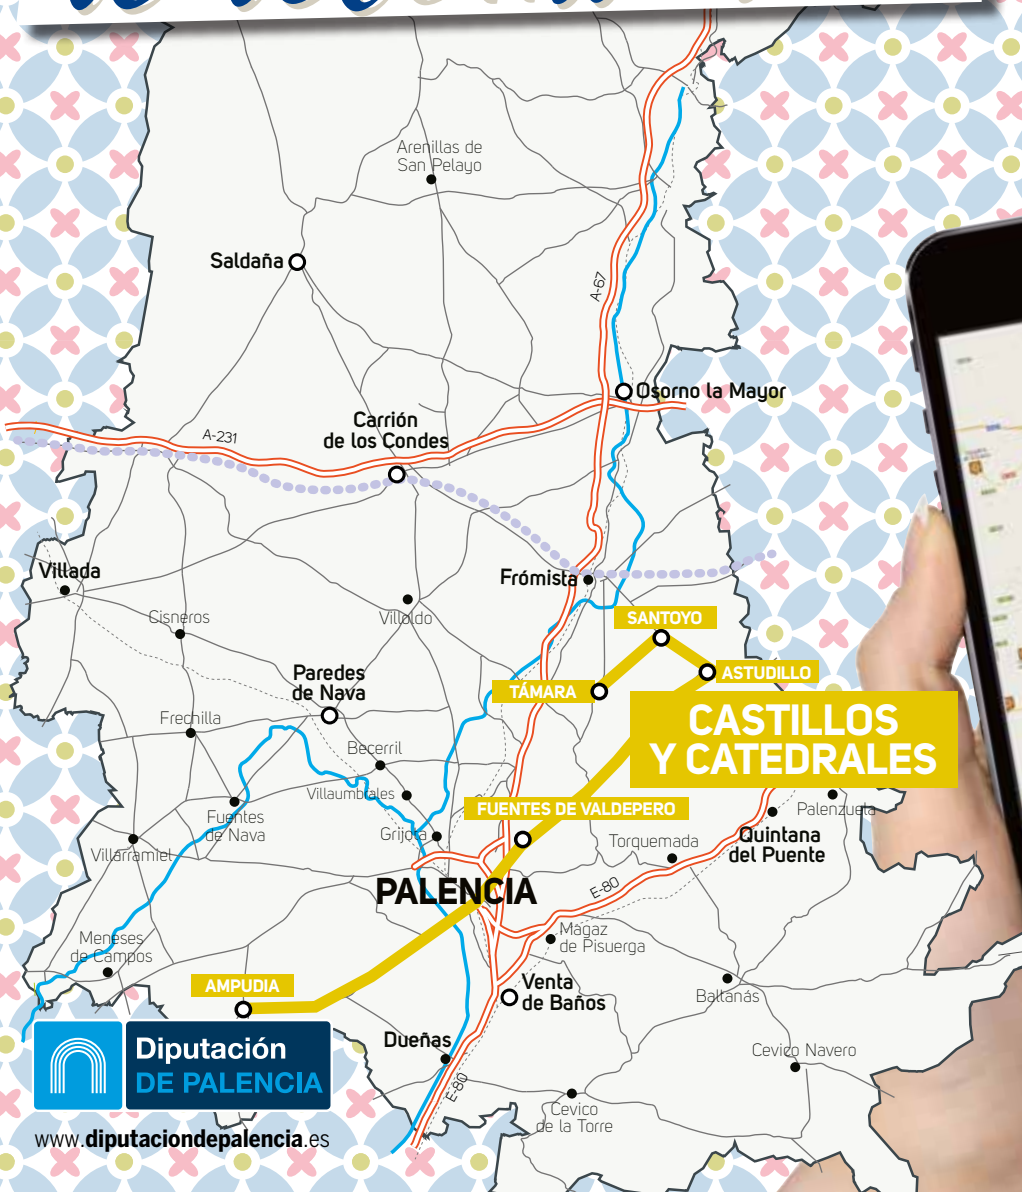 Arenillas de
San Pelayo
Saldaña
A-67
Osorno la Mayor
Carrión
de los Condes
A-231
Villada
Frómista
Cisneros
Villoldo
SANTOYO
Paredes
de Nava
TÁMARA
ASTUDILLO
CASTILLOS
Y CATEDRALES
Frechilla
Becerril
Villaumbrales
FUENTES DE VALDEPERO
Palenzuela
Fuentes
de Nava
Grijota
Torquemada
Quintana
del Puente
Villarramiel
PALENCIA
E-80
Meneses
de Campos
Magaz
de Pisuerga
AMPUDIA
Venta
de Baños
Baltanás
Dueñas
Cevico Navero
E-80
Cevico
de la Torre
Diputación
DE PALENCIA
www.diputaciondepalencia.es